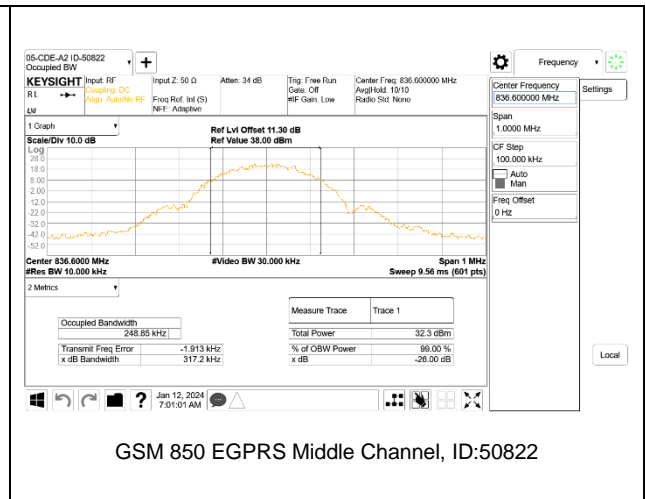 05-CDE-A2 ID-50822
Occupied BW
Frequency
KEYSIGHT Input: RF Input Z: 50 Ω Atten: 34 dB Trig: Free Run Center Freq: 836.600000 MHz
RL Coupling: DC Gate: Off Avg|Hold: 10/10
Align: Auto/No RF Freq Ref: Int (S) #IF Gain: Low Radio Std: None
NFE: Adaptive
Center Frequency
836.600000 MHz
Settings
Span
1.0000 MHz
CF Step
100.000 kHz
Auto
Man
Freq Offset
0 Hz
Local
1 Graph
Ref Lvl Offset 11.30 dB
Scale/Div 10.0 dB Ref Value 38.00 dBm
Log
28.0
18.0
8.00
-2.00
-12.0
-22.0
-32.0
-42.0
-52.0
Center 836.6000 MHz #Video BW 30.000 kHz Span 1 MHz
#Res BW 10.000 kHz Sweep 9.56 ms (601 pts)
2 Metrics
Occupied Bandwidth
248.85 kHz
Transmit Freq Error -1.913 kHz
x dB Bandwidth 317.2 kHz
Measure Trace Trace 1
Total Power 32.3 dBm
% of OBW Power 99.00 %
x dB -26.00 dB
Jan 12, 2024
7:01:01 AM
GSM 850 EGPRS Middle Channel, ID:50822